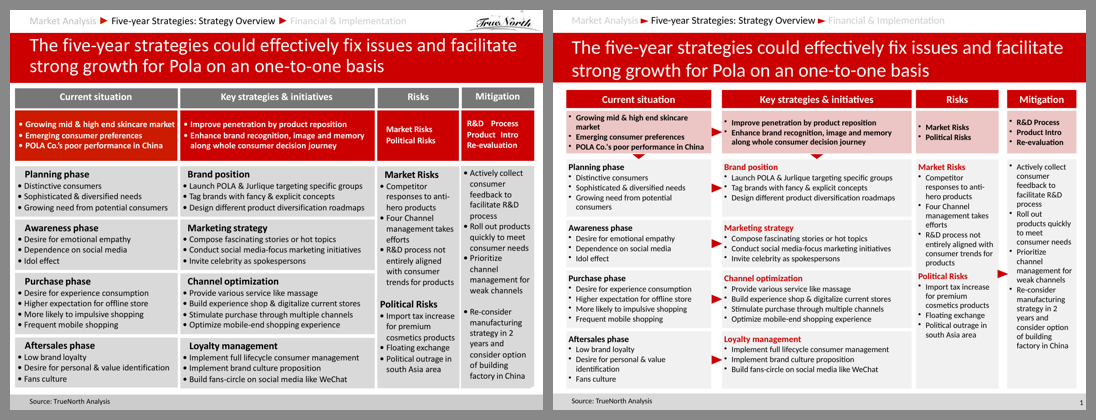 Market Analysis ▶ Five-year Strategies: Strategy Overview ▶ Financial & Implementation
TrueNorth
The five-year strategies could effectively fix issues and facilitate
strong growth for Pola on an one-to-one basis
Current situation
Key strategies & initiatives
Risks
Mitigation
• Growing mid & high end skincare market
• Emerging consumer preferences
• POLA Co.'s poor performance in China
• Improve penetration by product reposition
• Enhance brand recognition, image and memory
along whole consumer decision journey
Market Risks
Political Risks
R&D Process
Product Intro
Re-evaluation
Planning phase
• Distinctive consumers
• Sophisticated & diversified needs
• Growing need from potential consumers
Brand position
• Launch POLA & Jurlique targeting specific groups
• Tag brands with fancy & explicit concepts
• Design different product diversification roadmaps
Awareness phase
• Desire for emotional empathy
• Dependence on social media
• Idol effect
Marketing strategy
• Compose fascinating stories or hot topics
• Conduct social media-focus marketing initiatives
• Invite celebrity as spokespersons
Purchase phase
• Desire for experience consumption
• Higher expectation for offline store
• More likely to impulsive shopping
• Frequent mobile shopping
Channel optimization
• Provide various service like massage
• Build experience shop & digitalize current stores
• Stimulate purchase through multiple channels
• Optimize mobile-end shopping experience
Aftersales phase
• Low brand loyalty
• Desire for personal & value identification
• Fans culture
Loyalty management
• Implement full lifecycle consumer management
• Implement brand culture proposition
• Build fans-circle on social media like WeChat
Market Risks
• Competitor
responses to anti-
hero products
• Four Channel
management takes
efforts
• R&D process not
entirely aligned
with consumer
trends for products
Political Risks
• Import tax increase
for premium
cosmetics products
• Floating exchange
• Political outrage in
south Asia area
• Actively collect
consumer
feedback to
facilitate R&D
process
• Roll out products
quickly to meet
consumer needs
• Prioritize
channel
management for
weak channels
• Re-consider
manufacturing
strategy in 2
years and
consider option
of building
factory in China
Source: TrueNorth Analysis
Market Analysis ▶ Five-year Strategies: Strategy Overview ▶ Financial & Implementation
The five-year strategies could effectively fix issues and facilitate
strong growth for Pola on an one-to-one basis
Current situation
Key strategies & initiatives
Risks
Mitigation
• Growing mid & high end skincare
market
• Emerging consumer preferences
• POLA Co.'s poor performance in China
• Improve penetration by product reposition
• Enhance brand recognition, image and memory
along whole consumer decision journey
• Market Risks
• Political Risks
• R&D Process
• Product Intro
• Re-evaluation
Planning phase
• Distinctive consumers
• Sophisticated & diversified needs
• Growing need from potential
consumers
Brand position
• Launch POLA & Jurlique targeting specific groups
• Tag brands with fancy & explicit concepts
• Design different product diversification roadmaps
Awareness phase
• Desire for emotional empathy
• Dependence on social media
• Idol effect
Marketing strategy
• Compose fascinating stories or hot topics
• Conduct social media-focus marketing initiatives
• Invite celebrity as spokespersons
Purchase phase
• Desire for experience consumption
• Higher expectation for offline store
• More likely to impulsive shopping
• Frequent mobile shopping
Channel optimization
• Provide various service like massage
• Build experience shop & digitalize current stores
• Stimulate purchase through multiple channels
• Optimize mobile-end shopping experience
Aftersales phase
• Low brand loyalty
• Desire for personal & value
identification
• Fans culture
Loyalty management
• Implement full lifecycle consumer management
• Implement brand culture proposition
• Build fans-circle on social media like WeChat
Market Risks
• Competitor
responses to anti-
hero products
• Four Channel
management takes
efforts
• R&D process not
entirely aligned with
consumer trends for
products
Political Risks
• Import tax increase
for premium
cosmetics products
• Floating exchange
• Political outrage in
south Asia area
• Actively collect
consumer
feedback to
facilitate R&D
process
• Roll out
products quickly
to meet
consumer needs
• Prioritize
channel
management for
weak channels
• Re-consider
manufacturing
strategy in 2
years and
consider option
of building
factory in China
Source: TrueNorth Analysis
1